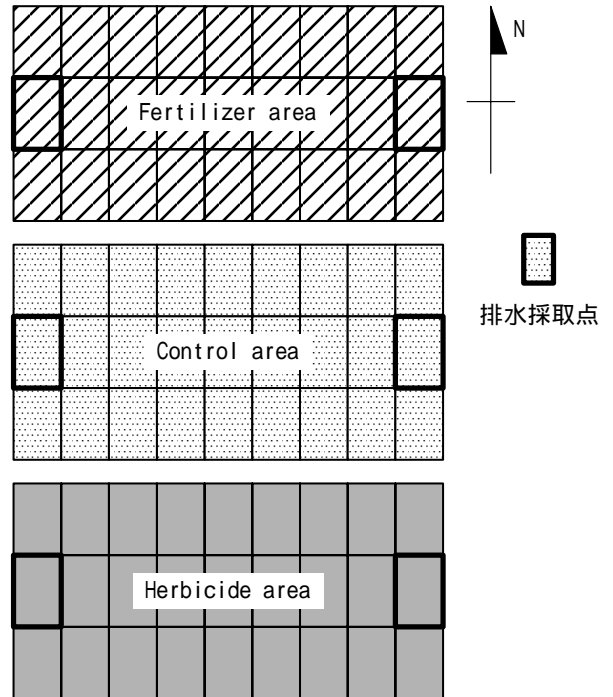 N
Fertilizer area
排水採取点
Control area
Herbicide area